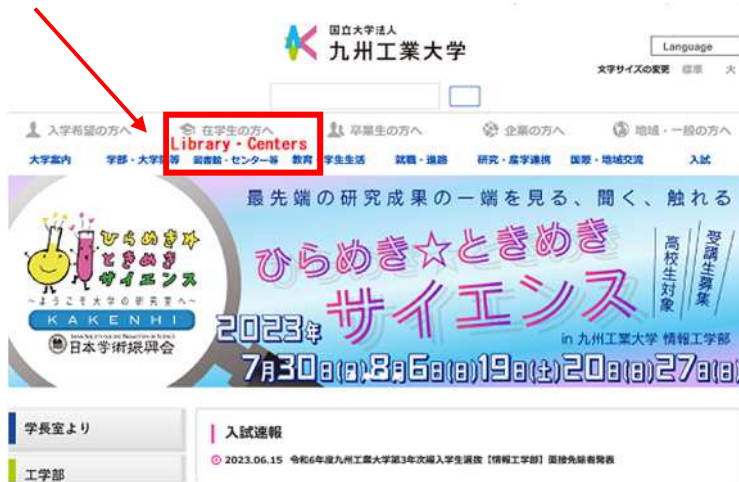 国立大学法人
九州工業大学
Language
文字サイズの変更 標準 大
入学希望の方へ 在学生の方へ 卒業生の方へ 企業の方へ 地域・一般の方へ
Library・Centers
大学案内 学部・大学院等 図書館・センター等 教育・学生生活 就職・進路 研究・産学連携 国際・地域交流 入試
最先端の研究成果の一端を見る、聞く、触れる
ひらめき☆
ときめき
サイエンス
～ようこそ大学の研究室へ～
KAKENHI
日本学術振興会
ひらめき☆ときめき
サイエンス
高校生対象
受講生募集
2023年
in 九州工業大学 情報工学部
7月30日(日),8月6日(日)19日(土)20日(日)27日(日)
学長室より
工学部
入試速報
2023.06.15 令和6年度九州工業大学第3年次編入学生選抜【情報工学部】面接免除者発表